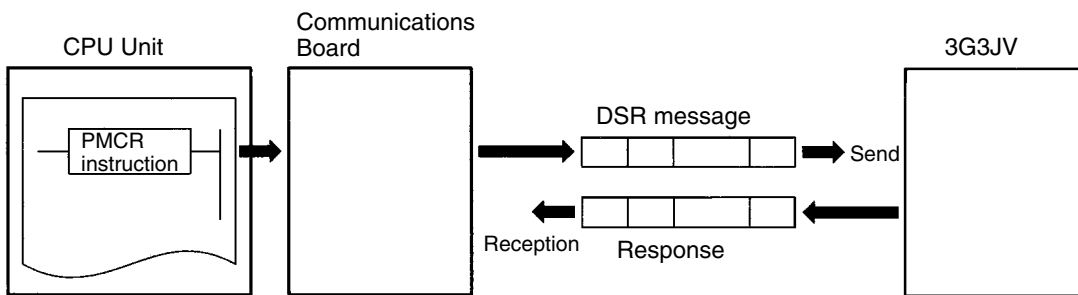 CPU Unit
Communications
Board
3G3JV
PMCR
instruction
DSR message
Send
Reception
Response